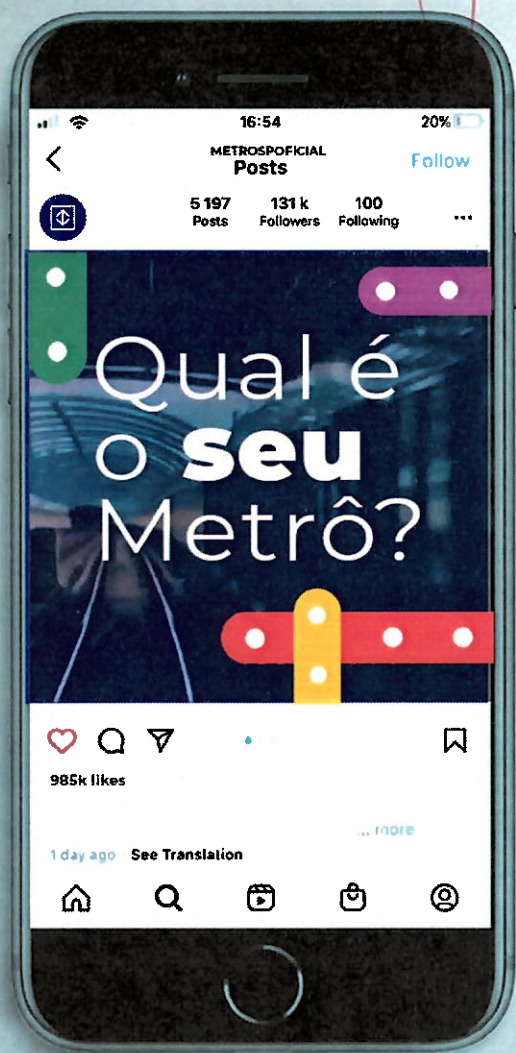 16:54
20%
METROSPOFICIAL
Posts
Follow
5 197 131 k 100
Posts Followers Following
Qual é
o seu
Metrô?
985k likes
... more
1 day ago See Translation